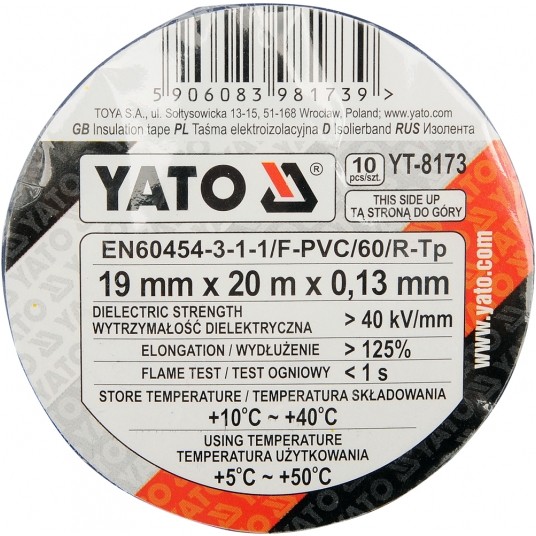 5 906083 981739 >
TOYA S.A., ul. Sołtysowicka 13-15, 51-168 Wrocław, Poland; www.yato.com
GB Insulation tape PL Taśma elektroizolacyjna D Isolierband RUS Изолента
YATO ®
10 pcs/szt.
YT-8173
THIS SIDE UP
TĄ STRONĄ DO GÓRY
EN60454-3-1-1/F-PVC/60/R-Tp
19 mm x 20 m x 0,13 mm
DIELECTRIC STRENGTH
WYTRZYMAŁOŚĆ DIELEKTRYCZNA > 40 kV/mm
ELONGATION / WYDŁUŻENIE > 125%
FLAME TEST / TEST OGNIOWY < 1 s
STORE TEMPERATURE / TEMPERATURA SKŁADOWANIA
+10°C ~ +40°C
USING TEMPERATURE
TEMPERATURA UŻYTKOWANIA
+5°C ~ +50°C
www.yato.com
YATO
YATO